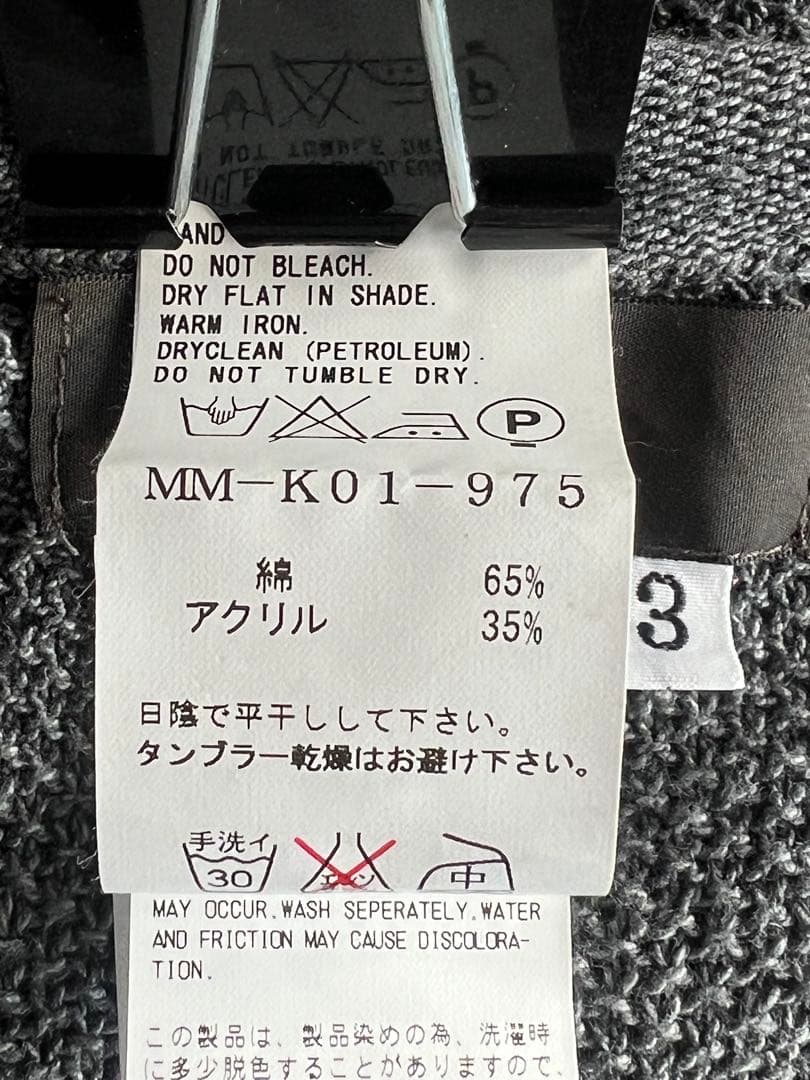 AND
DO NOT BLEACH.
DRY FLAT IN SHADE.
WARM IRON.
DRYCLEAN (PETROLEUM).
DO NOT TUMBLE DRY.
P
MM-K01-975
綿 65%
アクリル 35%
3
日陰で平干しして下さい。
タンブラー乾燥はお避け下さい。
手洗イ
30
中
MAY OCCUR.WASH SEPERATELY.WATER
AND FRICTION MAY CAUSE DISCOLORA-
TION.
この製品は、製品染めの為、洗濯時
に多少脱色することがありますので、